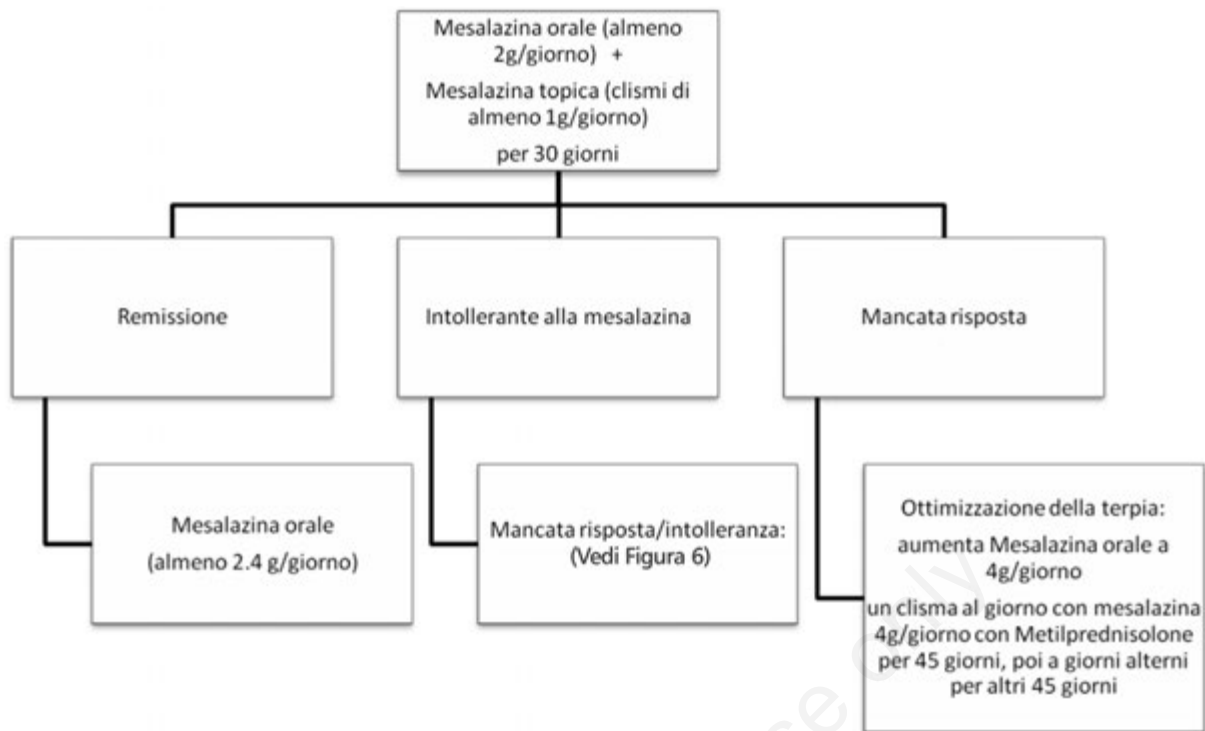 Mesalazina orale (almeno
2g/giorno) +
Mesalazina topica (clismi di
almeno 1g/giorno)
per 30 giorni
Remissione
Intollerante alla mesalazina
Mancata risposta
Mesalazina orale
(almeno 2.4 g/giorno)
Mancata risposta/intolleranza:
(Vedi Figura 6)
Ottimizzazione della terpia:
aumenta Mesalazina orale a
4g/giorno
un clisma al giorno con mesalazina
4g/giorno con Metilprednisolone
per 45 giorni, poi a giorni alterni
per altri 45 giorni
se only